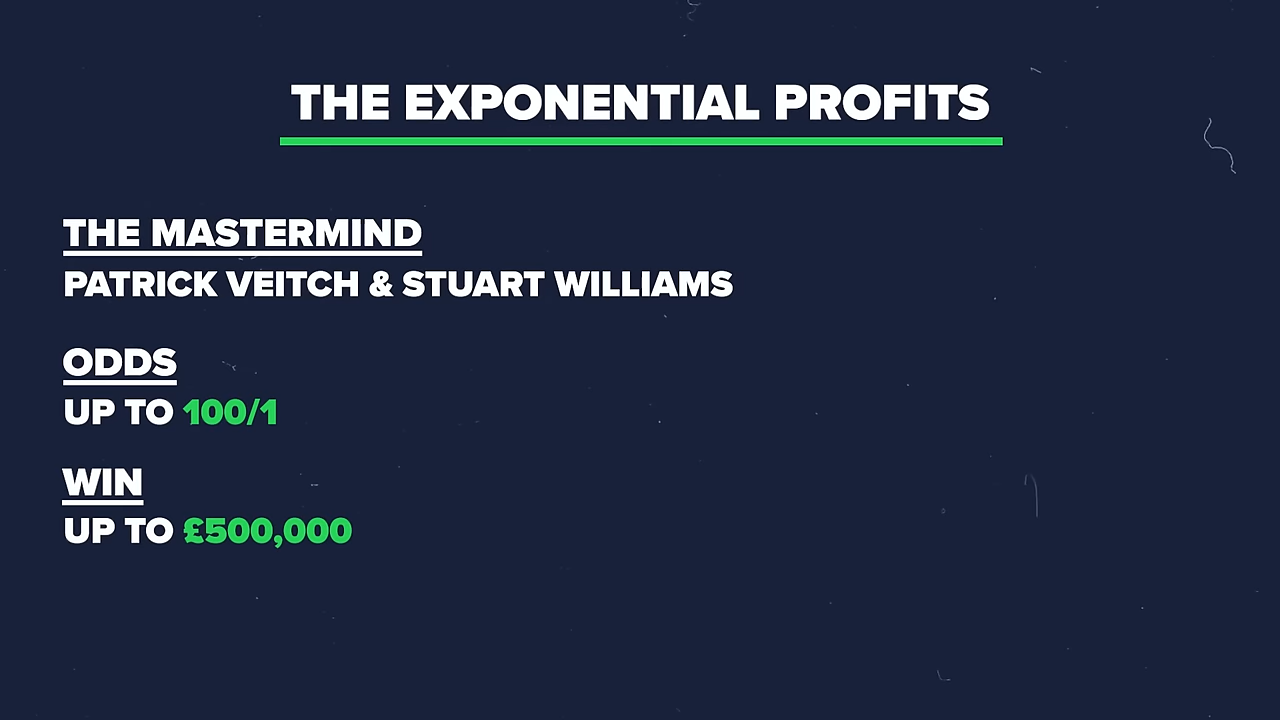 THE EXPONENTIAL PROFITS
THE MASTERMIND
PATRICK VEITCH & STUART WILLIAMS
ODDS
UP TO 100/1
WIN
UP TO £500,000